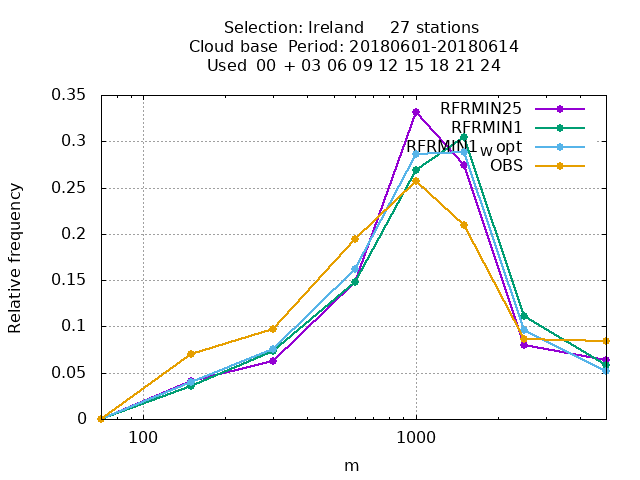 Selection: Ireland     27 stations
Cloud base  Period: 20180601-20180614
Used  00 + 03 06 09 12 15 18 21 24
0.35
0.3
0.25
0.2
0.15
0.1
0.05
0
Relative frequency
RFRMIN25
RFRMIN1
RFRMIN1W opt
OBS
100
1000
m